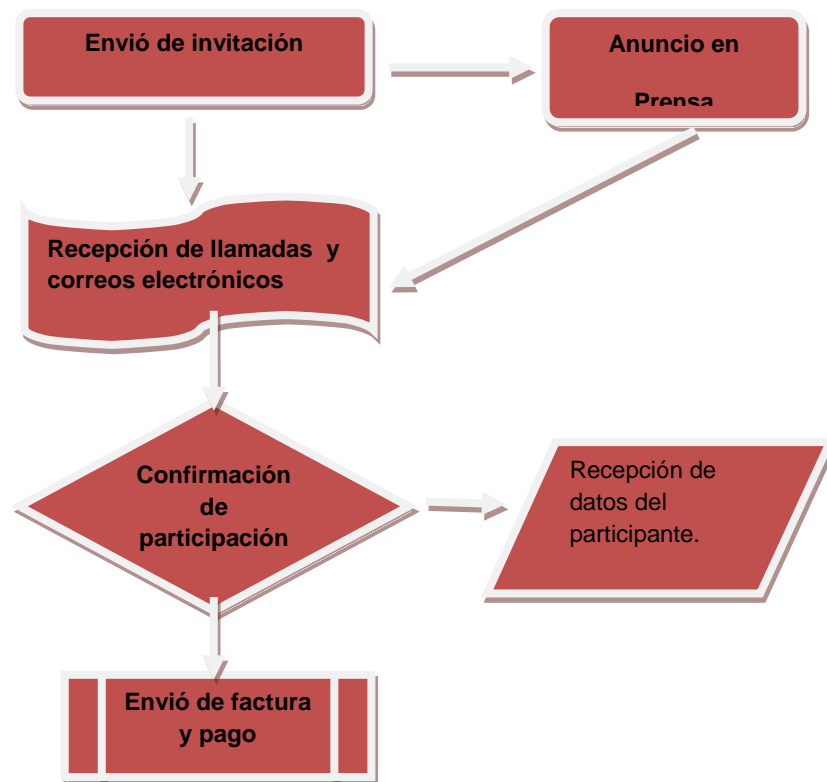 Envió de invitación
Anuncio en
Prensa
Recepción de llamadas y
correos electrónicos
Confirmación
de
participación
Recepción de
datos del
participante.
Envió de factura
y pago